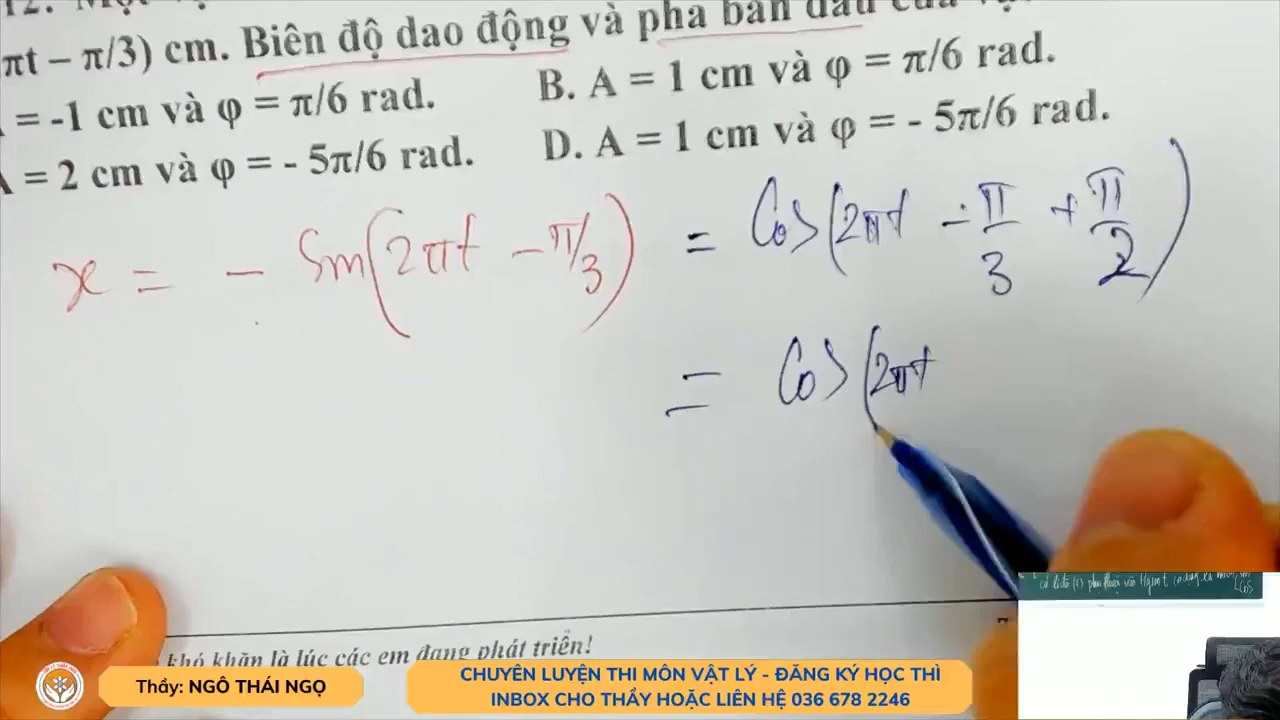 12. Một
πt – π/3) cm. Biên độ dao động và pha ban đầu của
= -1 cm và φ = π/6 rad. B. A = 1 cm và φ = π/6 rad.
A = 2 cm và φ = - 5π/6 rad. D. A = 1 cm và φ = - 5π/6 rad.
x = - Sin(2πt - π/3) = Cos(2πt - π/3 + π/2)
= Cos(2πt
khó khăn là lúc các em đang phát triển!
Thầy: NGÔ THÁI NGỌ
CHUYÊN LUYỆN THI MÔN VẬT LÝ - ĐĂNG KÝ HỌC THÌ
INBOX CHO THẦY HOẶC LIÊN HỆ 036 678 2246